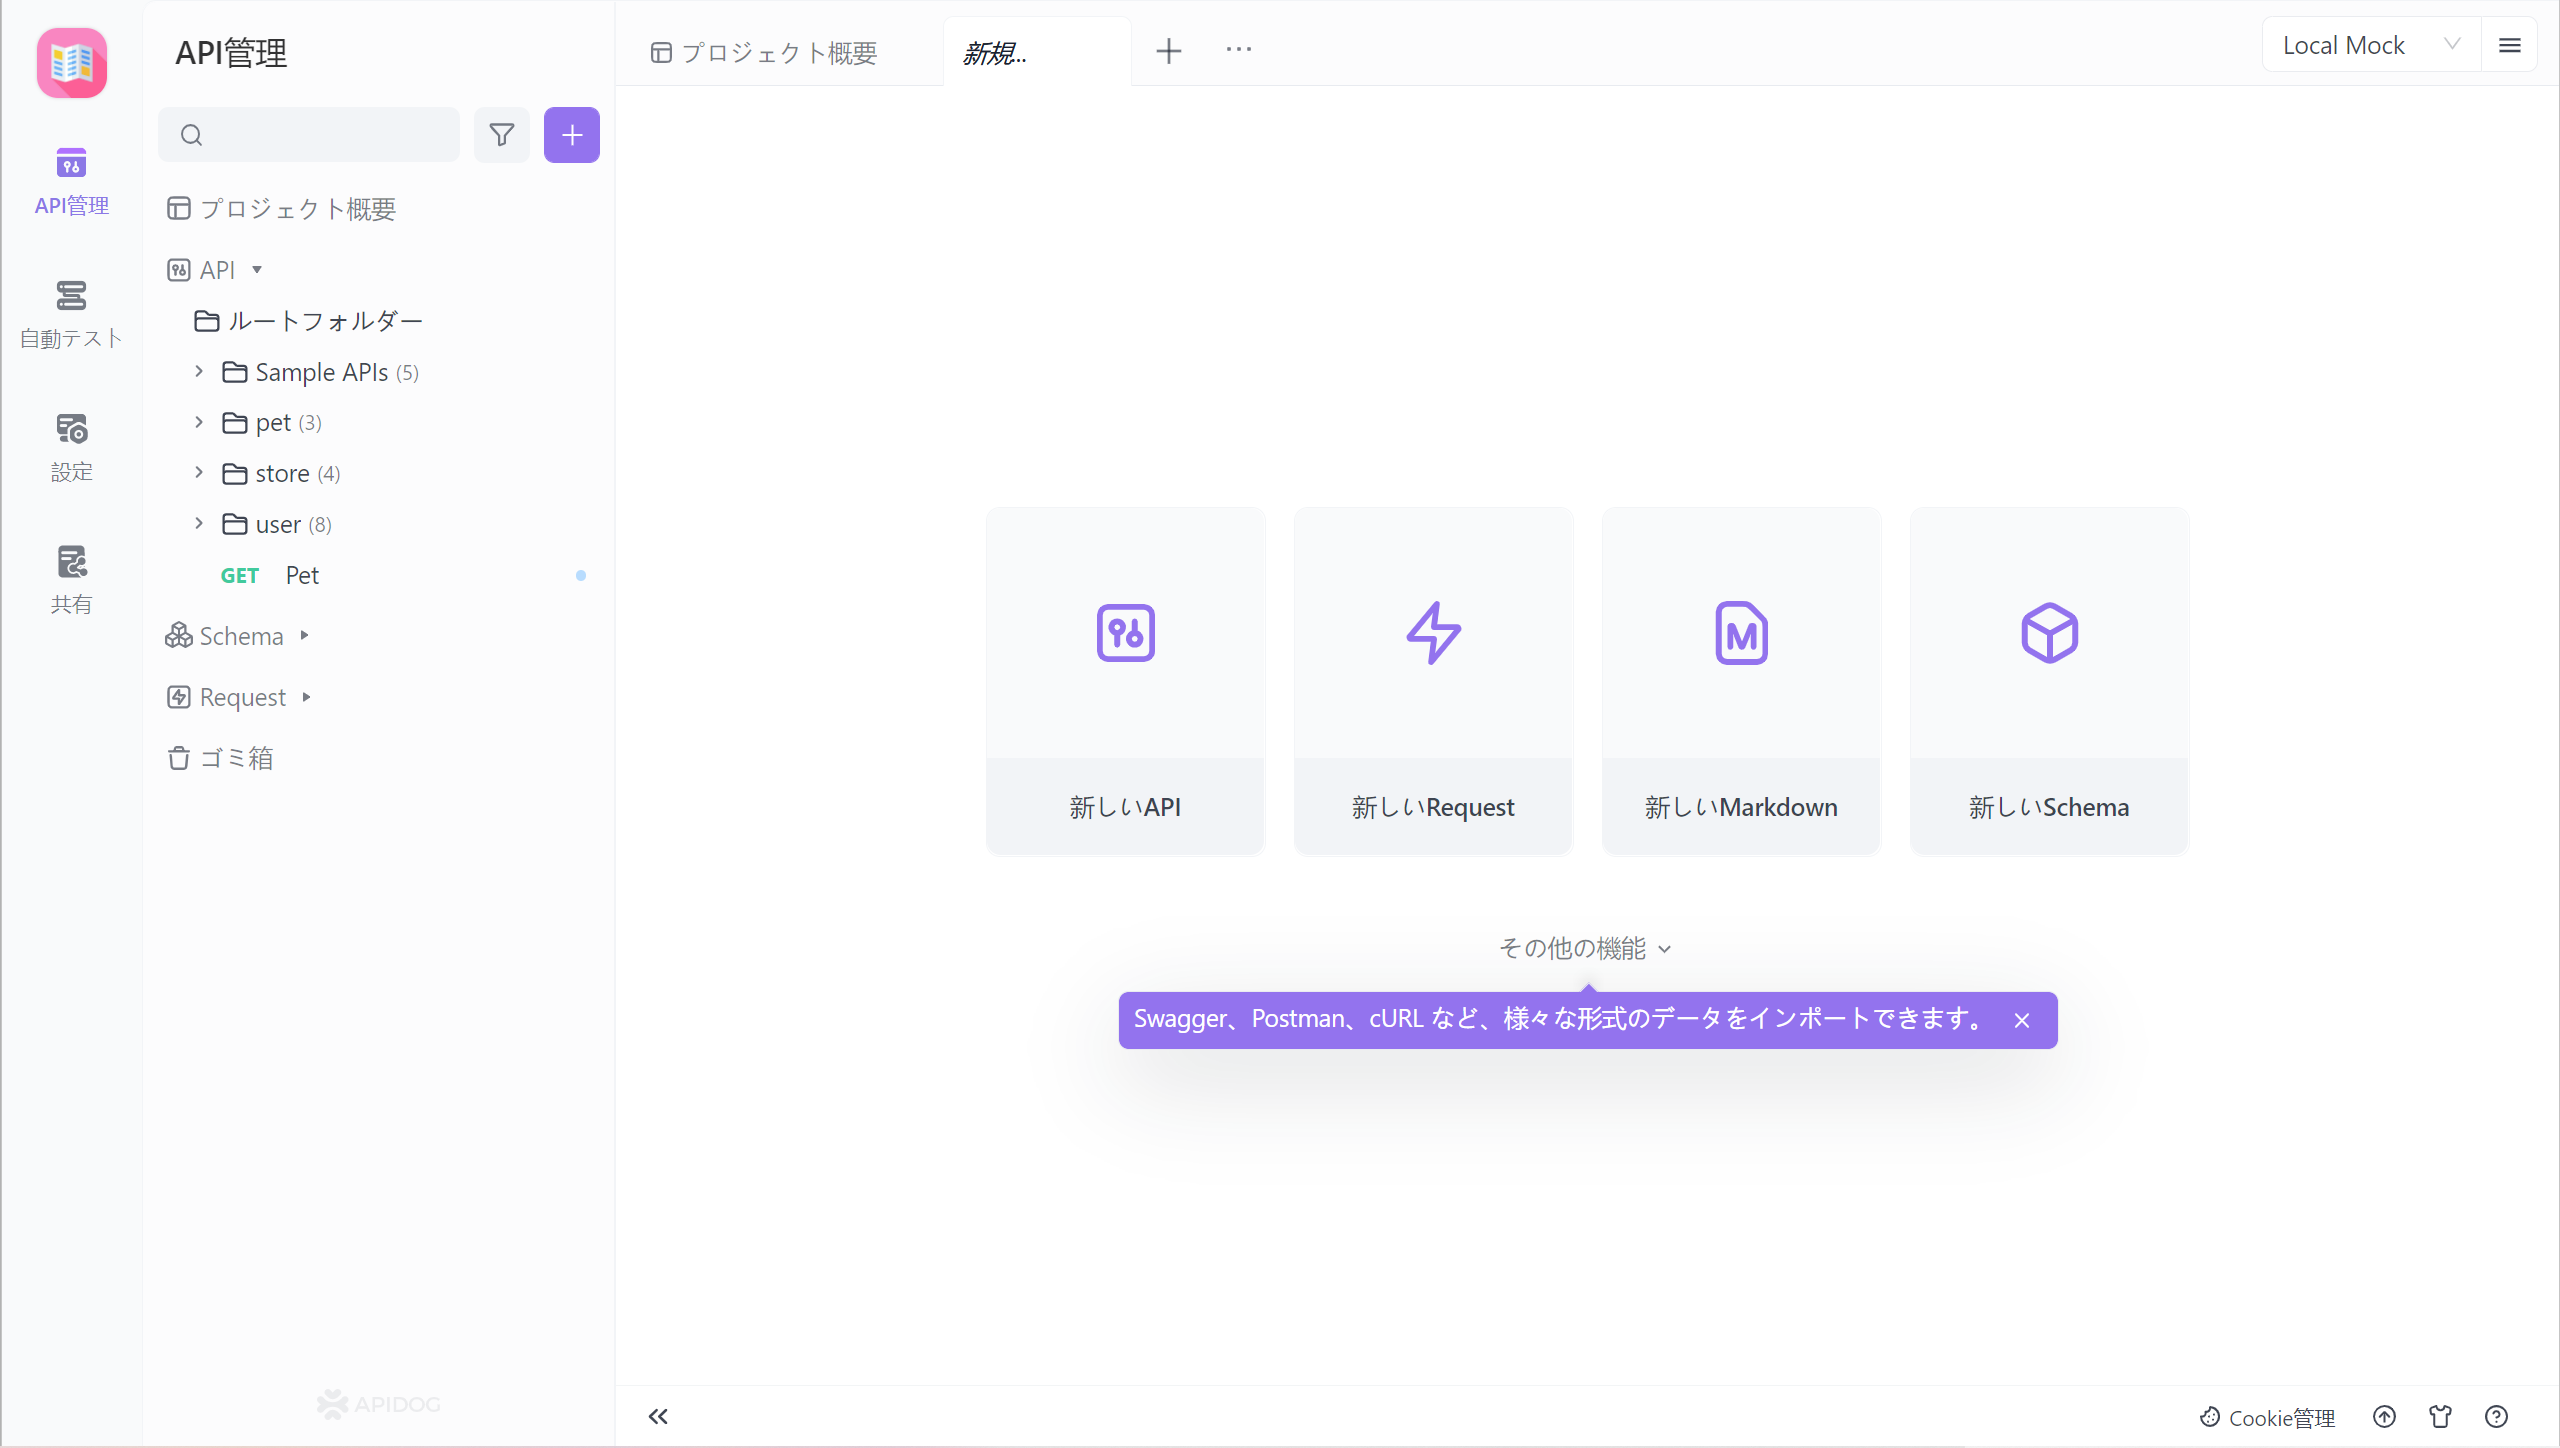 API管理
自動テスト
設定
共有
API管理
プロジェクト概要
API
ルートフォルダー
Sample APIs (5)
pet (3)
store (4)
user (8)
GET Pet
Schema
Request
ゴミ箱
APIDOG
プロジェクト概要
新規...
Local Mock
新しいAPI
新しいRequest
新しいMarkdown
新しいSchema
その他の機能
Swagger、Postman、cURL など、様々な形式のデータをインポートできます。
Cookie管理